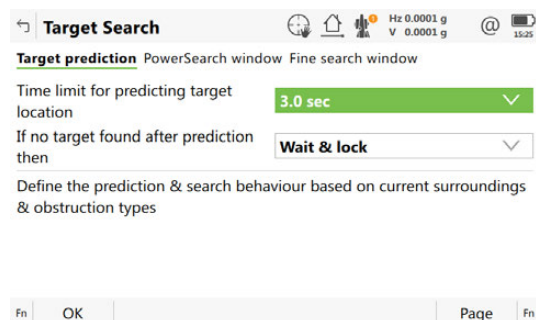 Target Search
Hz 0.0001 g
V 0.0001 g
@
15:25
Target prediction PowerSearch window Fine search window
Time limit for predicting target
location
3.0 sec
If no target found after prediction
then
Wait & lock
Define the prediction & search behaviour based on current surroundings
& obstruction types
Fn OK Page Fn